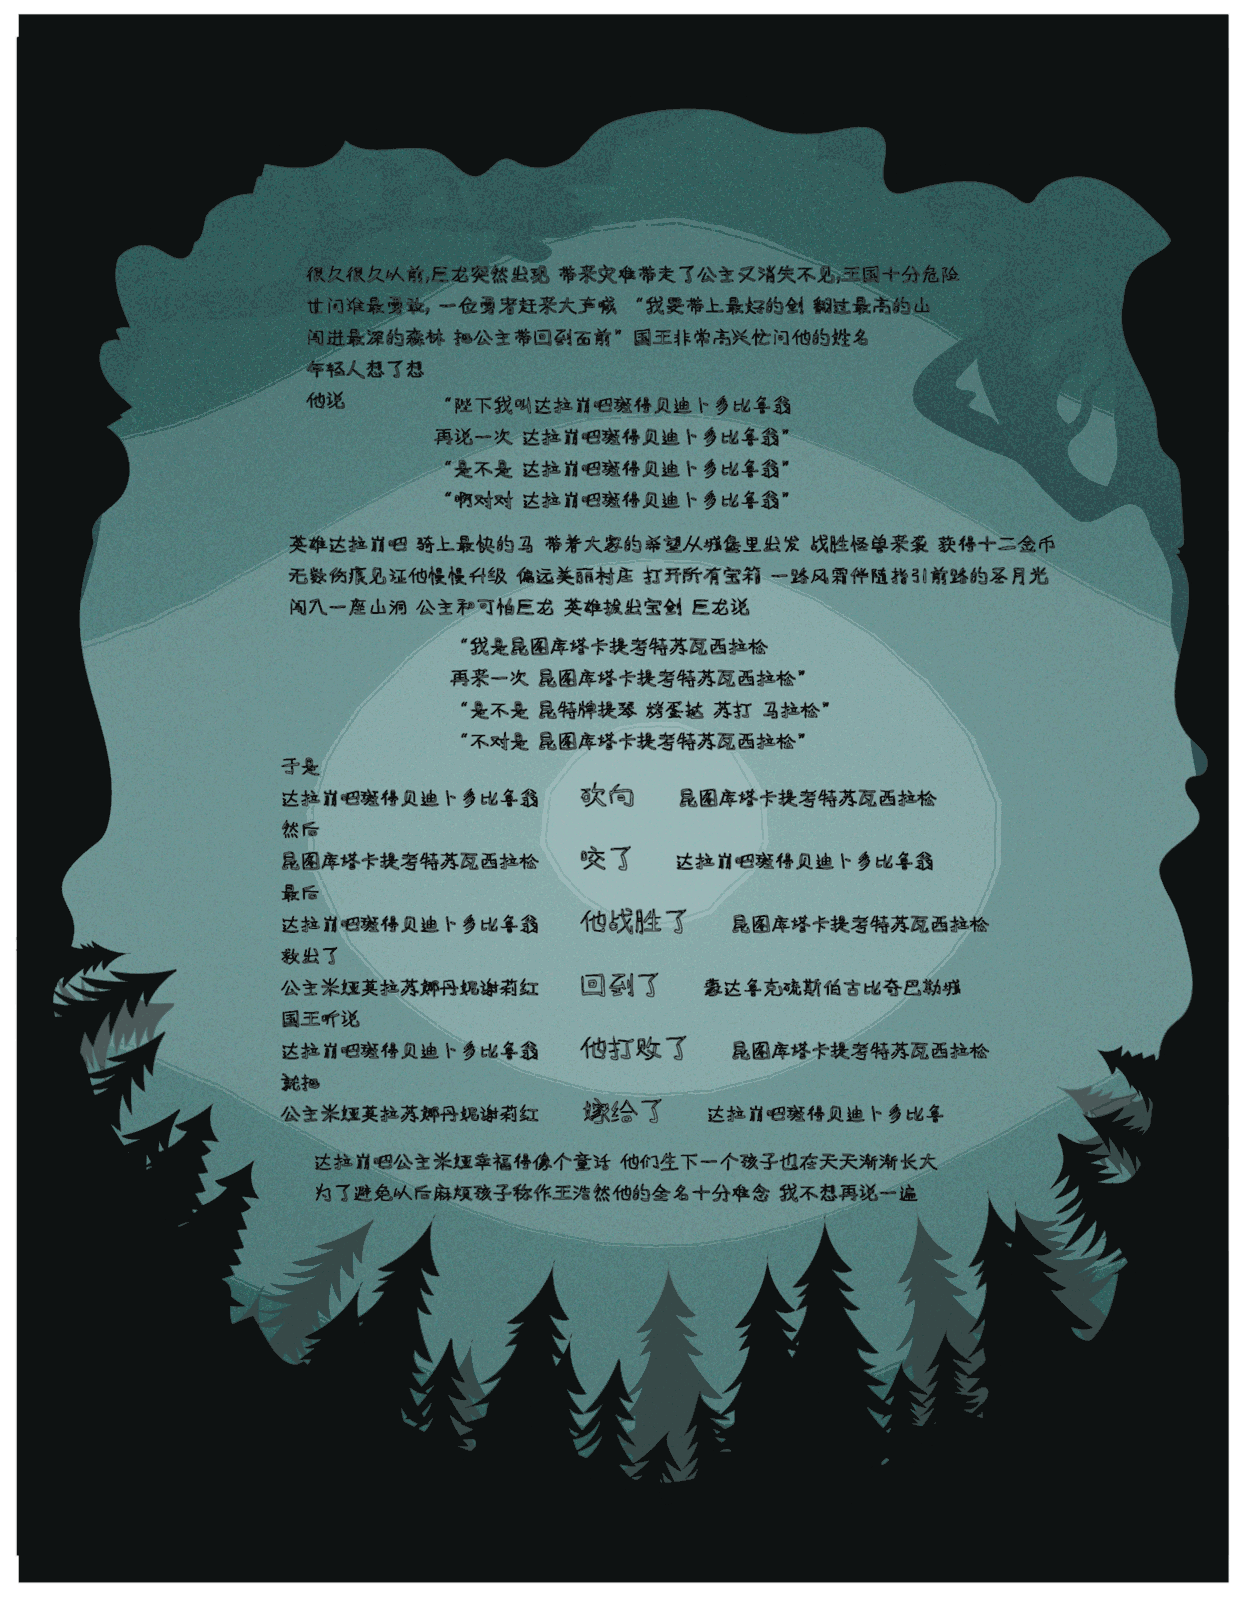 很久很久以前,巨龙突然出现 带来灾难带走了公主又消失不见,王国十分危险
世间谁最勇敢, 一位勇者赶来大声喊 “我要带上最好的剑 翻过最高的山
闯进最深的森林 把公主带回到面前” 国王非常高兴忙问他的姓名
年轻人想了想
他说 “陛下我叫达拉崩吧斑得贝迪卜多比鲁翁
再说一次 达拉崩吧斑得贝迪卜多比鲁翁”
“是不是 达拉崩吧斑得贝迪卜多比鲁翁”
“啊对对 达拉崩吧斑得贝迪卜多比鲁翁”
英雄达拉崩吧 骑上最快的马 带着大家的希望从城堡里出发 战胜怪兽来袭 获得十二金币
无数伤痕见证他慢慢升级 偏远美丽村庄 打开所有宝箱 一路风霜伴随指引前路的圣月光
闯入一座山洞 公主和可怕巨龙 英雄拔出宝剑 巨龙说
“我是昆图库塔卡提考特苏瓦西拉松
再来一次 昆图库塔卡提考特苏瓦西拉松”
“是不是 昆特牌提琴 烤蛋挞 苏打 马拉松”
“不对是 昆图库塔卡提考特苏瓦西拉松”
于是
达拉崩吧斑得贝迪卜多比鲁翁 砍向 昆图库塔卡提考特苏瓦西拉松
然后
昆图库塔卡提考特苏瓦西拉松 咬了 达拉崩吧斑得贝迪卜多比鲁翁
最后
达拉崩吧斑得贝迪卜多比鲁翁 他战胜了 昆图库塔卡提考特苏瓦西拉松
救出了
公主米娅莫拉苏娜丹妮谢莉红 回到了 蒙达鲁克硫斯伯古比奇巴勒城
国王听说
达拉崩吧斑得贝迪卜多比鲁翁 他打败了 昆图库塔卡提考特苏瓦西拉松
就把
公主米娅莫拉苏娜丹妮谢莉红 嫁给了 达拉崩吧斑得贝迪卜多比鲁
达拉崩吧公主米娅幸福得像个童话 他们生下一个孩子也在天天渐渐长大
为了避免以后麻烦孩子称作王浩然他的全名十分难念 我不想再说一遍